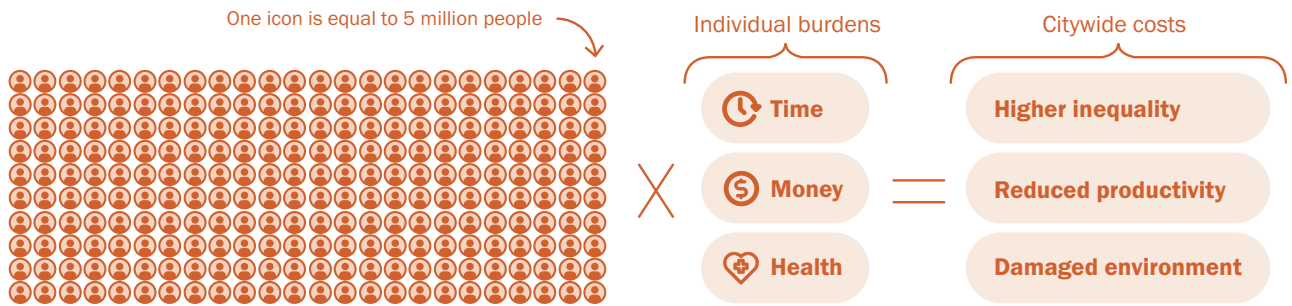 One icon is equal to 5 million people
Individual burdens
Citywide costs
Time
Money
Health
Higher inequality
Reduced productivity
Damaged environment